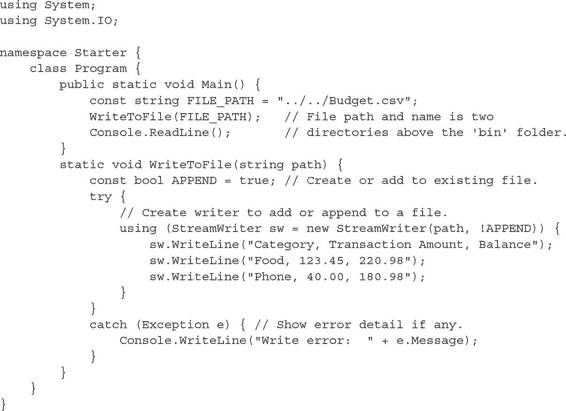 using System;
using System.IO;

namespace Starter {
    class Program {
        public static void Main() {
            const string FILE_PATH = "../../Budget.csv";
            WriteToFile(FILE_PATH);   // File path and name is two
            Console.ReadLine();       // directories above the 'bin' folder.
        }
        static void WriteToFile(string path) {
            const bool APPEND = true; // Create or add to existing file.
            try {
                // Create writer to add or append to a file.
                using (StreamWriter sw = new StreamWriter(path, !APPEND)) {
                    sw.WriteLine("Category, Transaction Amount, Balance");
                    sw.WriteLine("Food, 123.45, 220.98");
                    sw.WriteLine("Phone, 40.00, 180.98");
                }
            }
            catch (Exception e) { // Show error detail if any.
                Console.WriteLine("Write error:  " + e.Message);
            }
        }
    }
}